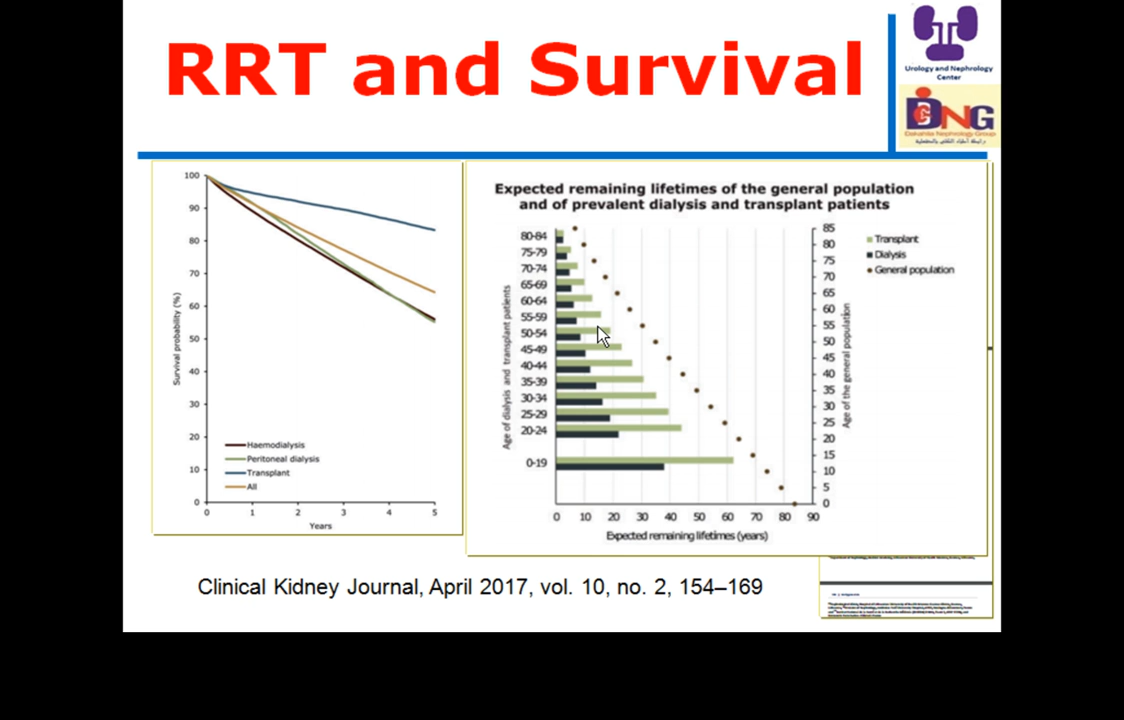 RRT and Survival
Urology and Nephrology
Center
Dakahlia Nephrology Group
100
90
80
70
60
50
40
30
20
10
0
Survival probability (%)
Haemodialysis
Peritoneal dialysis
Transplant
All
0 1 2 3 4 5
Years
Expected remaining lifetimes of the general population
and of prevalent dialysis and transplant patients
Age of dialysis and transplant patients
80-84
75-79
70-74
65-69
60-64
55-59
50-54
45-49
40-44
35-39
30-34
25-29
20-24
0-19
85
80
75
70
65
60
55
50
45
40
35
30
25
20
15
10
5
0
Age of the general population
Transplant
Dialysis
General population
0 10 20 30 40 50 60 70 80 90
Expected remaining lifetimes (years)
Clinical Kidney Journal, April 2017, vol. 10, no. 2, 154–169